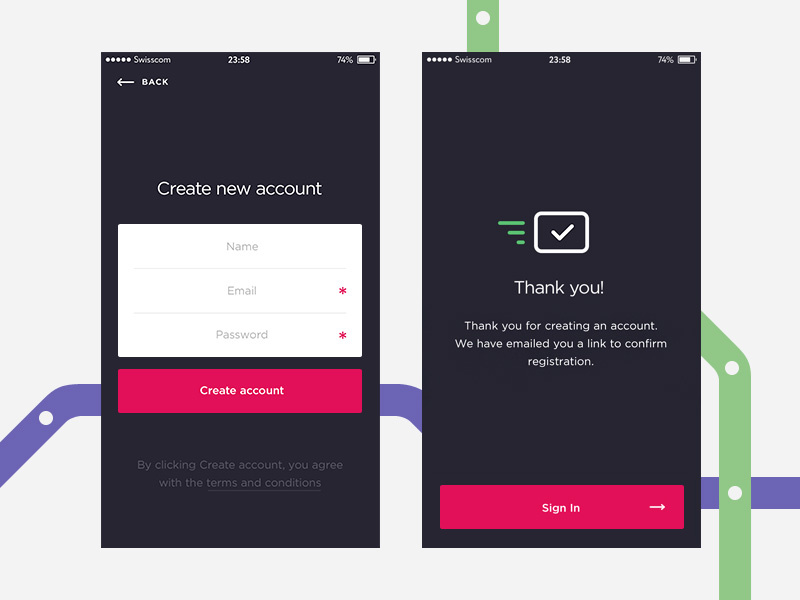 Swisscom 23:58 74%
BACK
Create new account
Name
Email *
Password *
Create account
By clicking Create account, you agree
with the terms and conditions
Swisscom 23:58 74%
Thank you!
Thank you for creating an account.
We have emailed you a link to confirm
registration.
Sign In